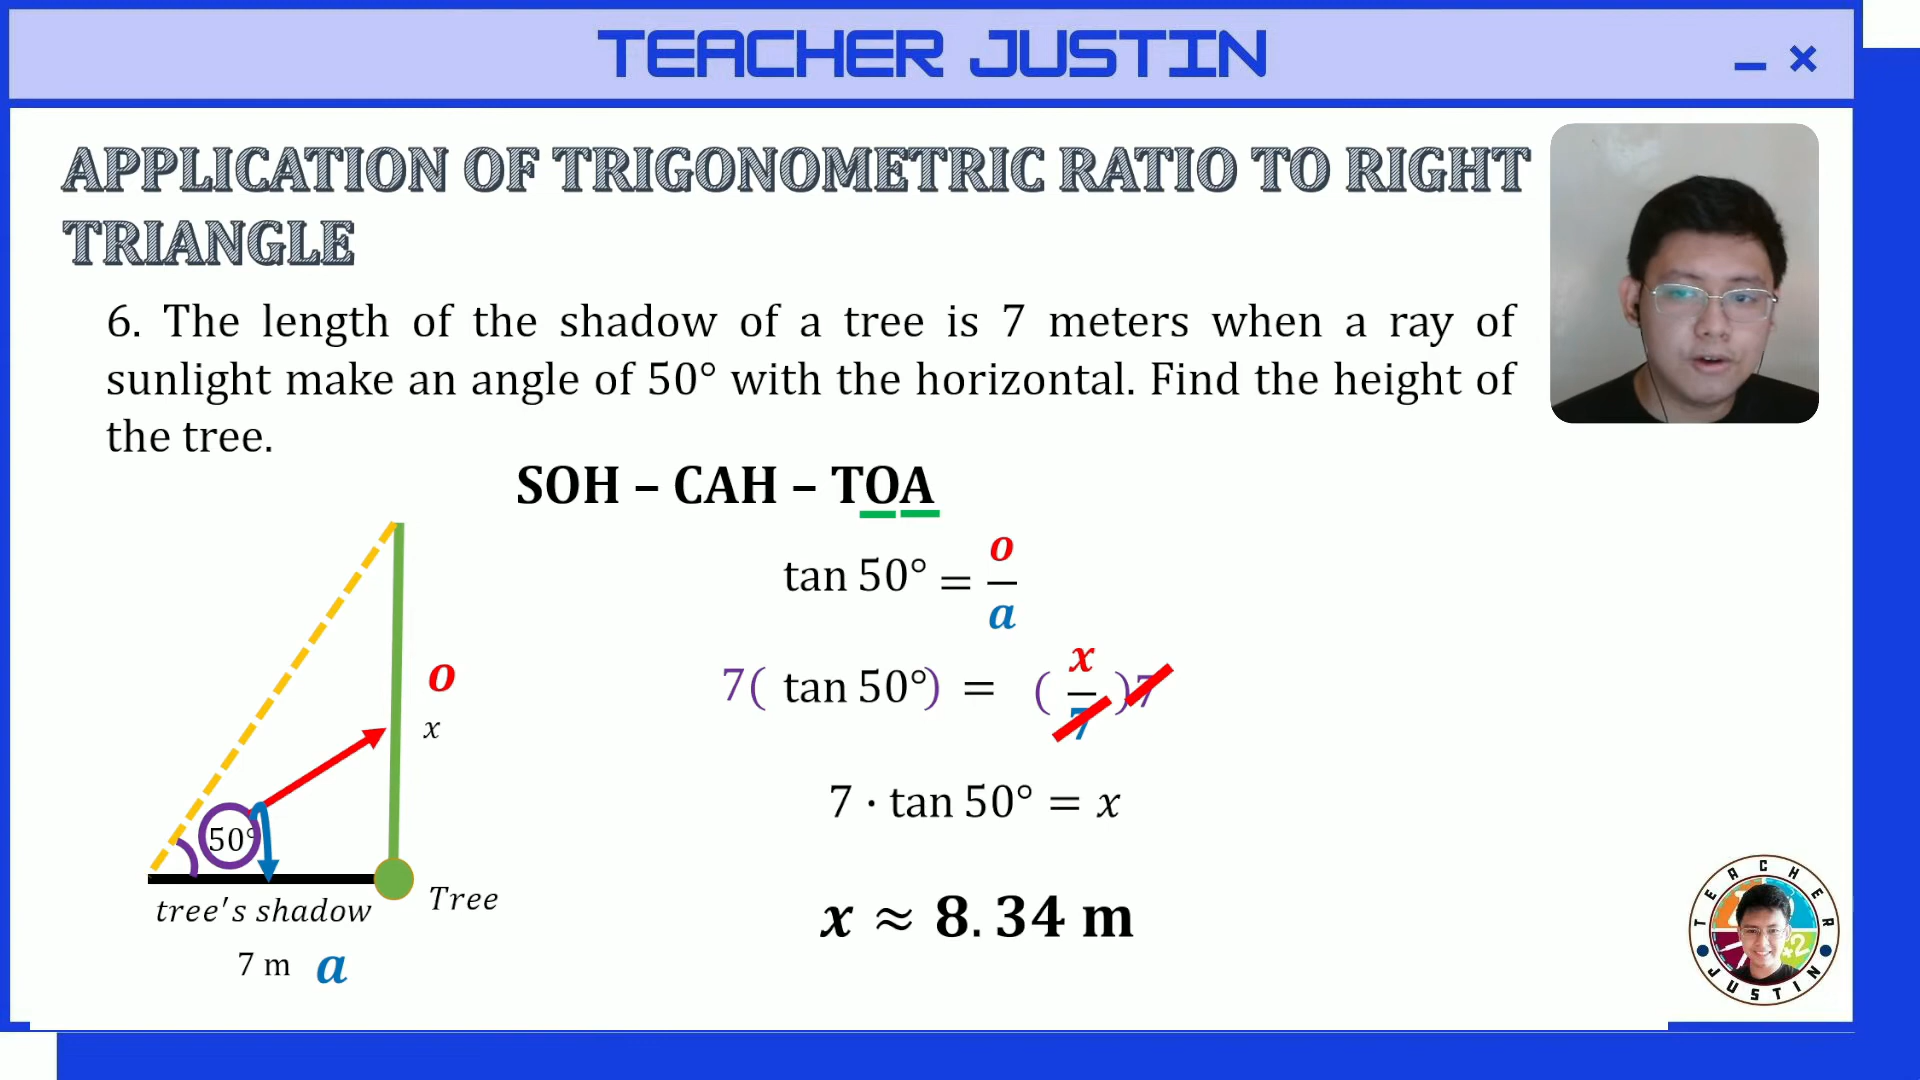 TEACHER JUSTIN
APPLICATION OF TRIGONOMETRIC RATIO TO RIGHT
TRIANGLE
6. The length of the shadow of a tree is 7 meters when a ray of
sunlight make an angle of 50° with the horizontal. Find the height of
the tree.
SOH – CAH – TOA
tan 50° = o/a
7( tan 50°) = ( x/7 )7
7 · tan 50° = x
x ≈ 8.34 m
o
x
50°
tree's shadow
Tree
7 m a
TEACHER
JUSTIN